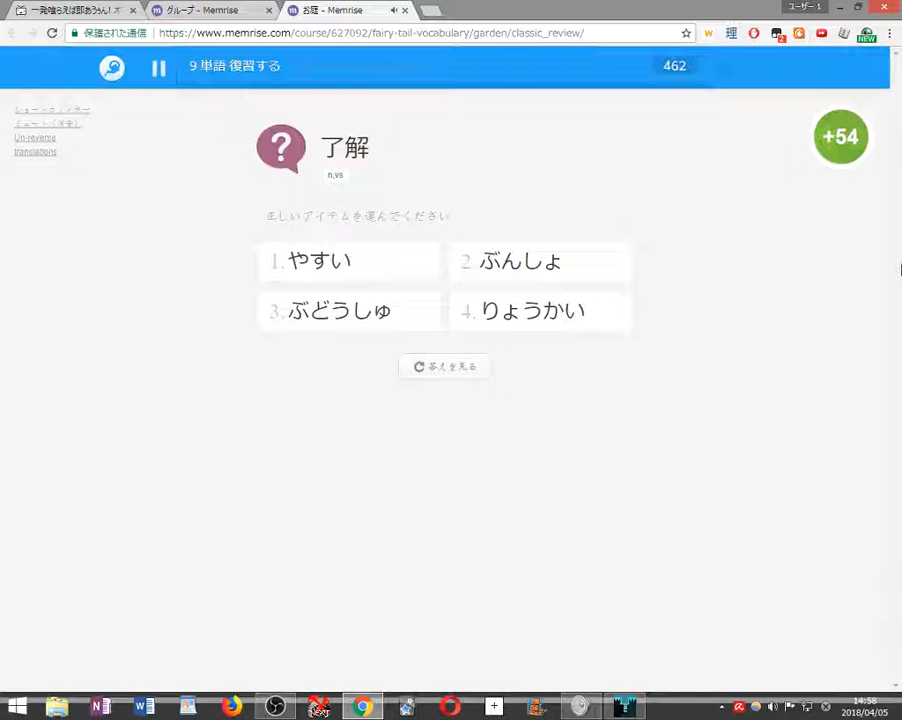 一発喰らえば即あうぅん! ス
グループ - Memrise
お庭 - Memrise
ユーザー 1
保護された通信
https://www.memrise.com/course/627092/fairy-tail-vocabulary/garden/classic_review/
NEW
9 単語 復習する
462
Un-reverse
translations
了解
n,vs
+54
正しいアイテムを選んでください
1. やすい
2 ぶんしょ
3. ぶどうしゅ
4. りょうかい
答えを見る
14:58
2018/04/05